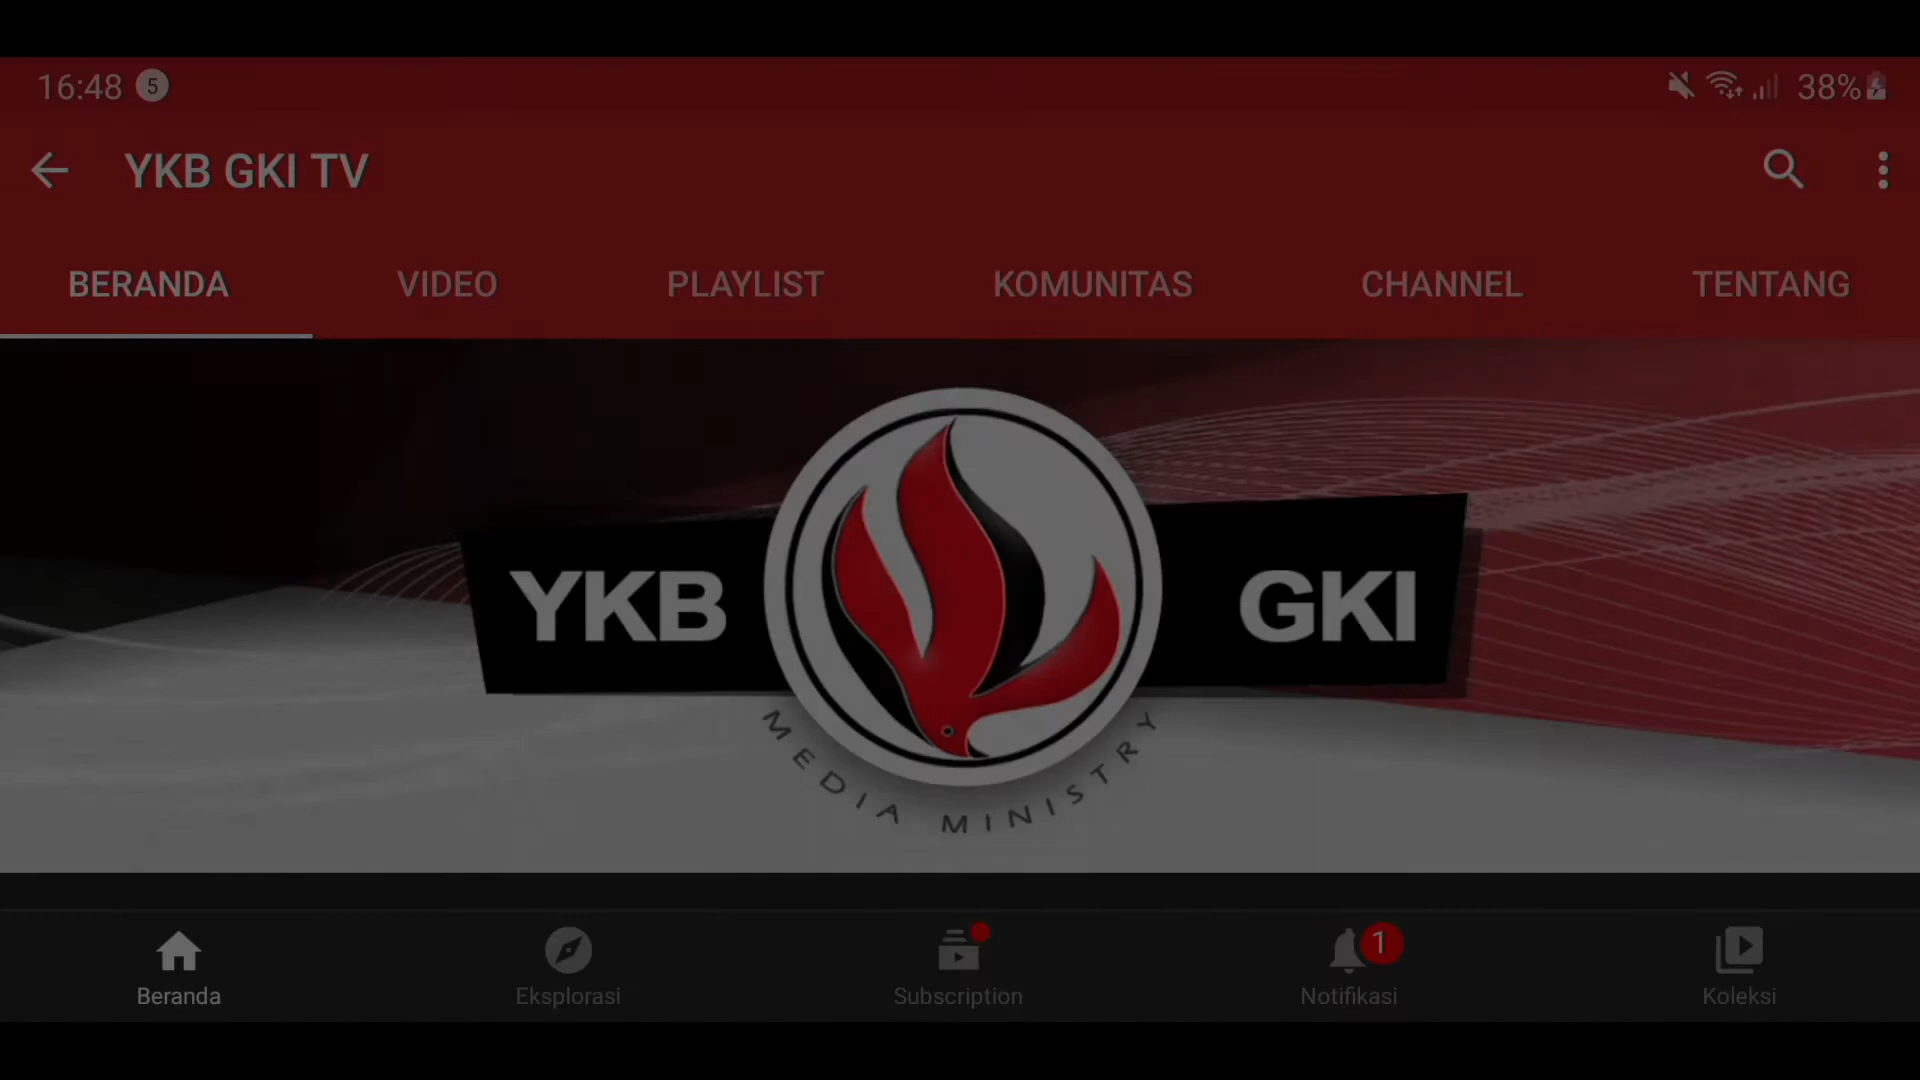 16:48 5 38%
YKB GKI TV
BERANDA VIDEO PLAYLIST KOMUNITAS CHANNEL TENTANG
YKB GKI
MEDIA MINISTRY
1
Beranda Eksplorasi Subscription Notifikasi Koleksi